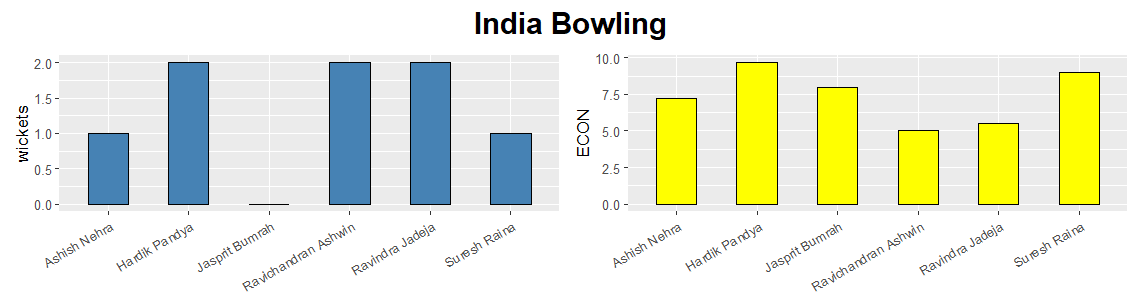 India Bowling
wickets
2.0
1.5
1.0
0.5
0.0
Ashish Nehra
Hardik Pandya
Jasprit Bumrah
Ravichandran Ashwin
Ravindra Jadeja
Suresh Raina
ECON
10.0
7.5
5.0
2.5
0.0
Ashish Nehra
Hardik Pandya
Jasprit Bumrah
Ravichandran Ashwin
Ravindra Jadeja
Suresh Raina